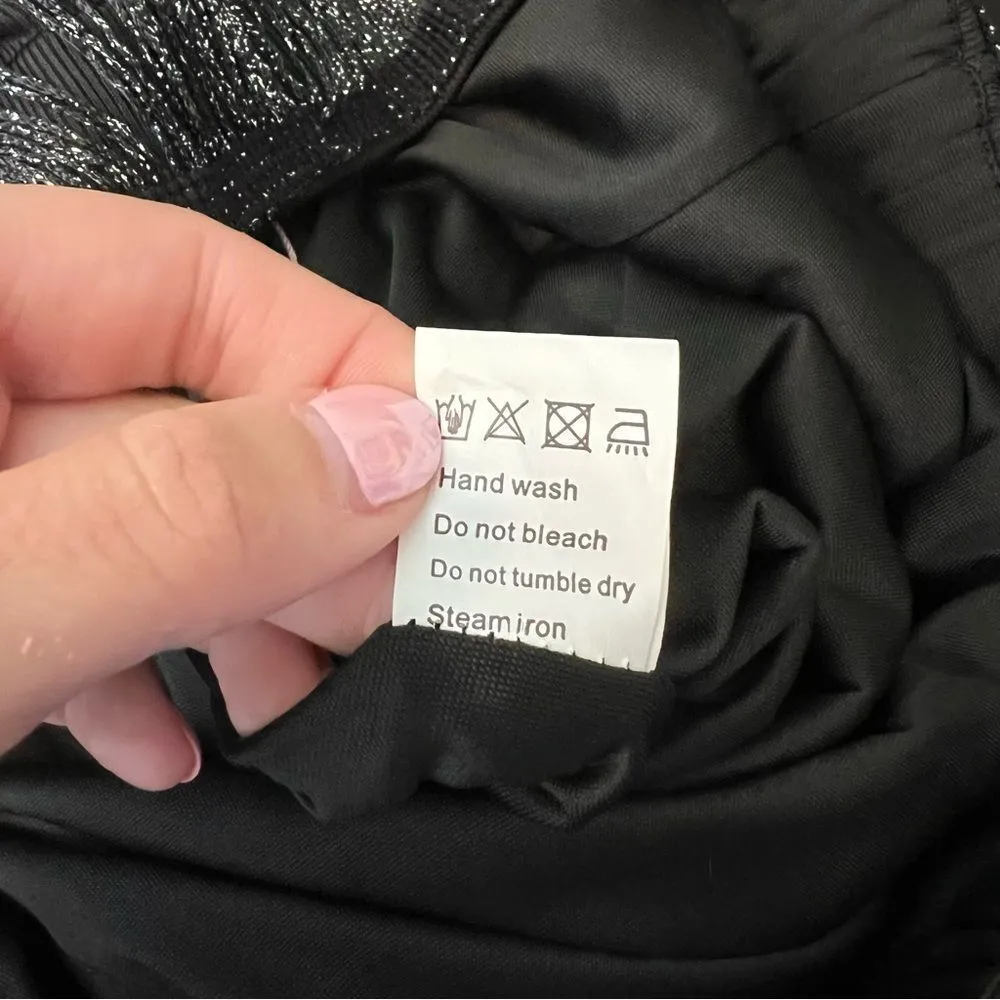 Hand wash
Do not bleach
Do not tumble dry
Steam iron